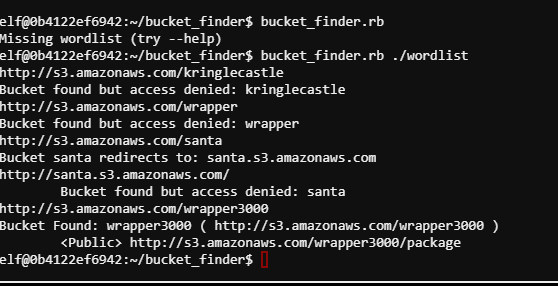 elf@0b4122ef6942:~/bucket_finder$ bucket_finder.rb
Missing wordlist (try --help)
elf@0b4122ef6942:~/bucket_finder$ bucket_finder.rb ./wordlist
http://s3.amazonaws.com/kringlecastle
Bucket found but access denied: kringlecastle
http://s3.amazonaws.com/wrapper
Bucket found but access denied: wrapper
http://s3.amazonaws.com/santa
Bucket santa redirects to: santa.s3.amazonaws.com
http://santa.s3.amazonaws.com/
        Bucket found but access denied: santa
http://s3.amazonaws.com/wrapper3000
Bucket Found: wrapper3000 ( http://s3.amazonaws.com/wrapper3000 )
        <Public> http://s3.amazonaws.com/wrapper3000/package
elf@0b4122ef6942:~/bucket_finder$